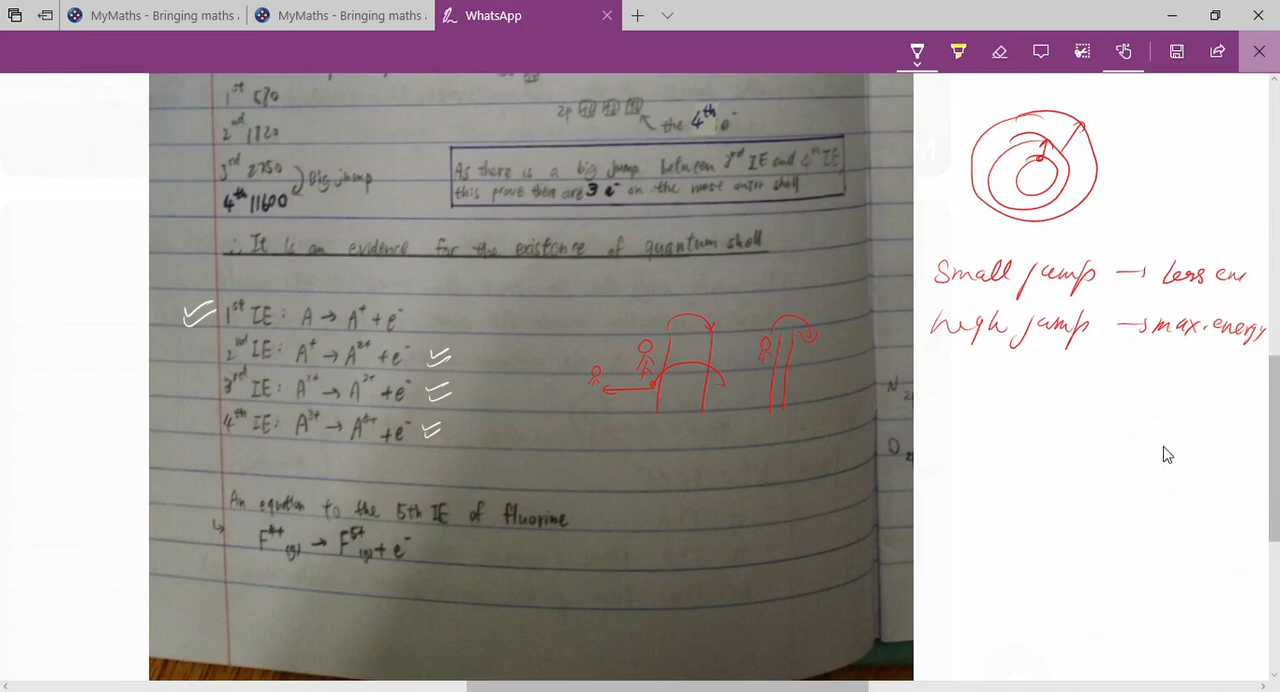 MyMaths - Bringing maths
MyMaths - Bringing maths
WhatsApp
1st 580
2nd 1820
3rd 2750
4th 11600
Big jump
2p
the 4th e-
As there is a big jump between 3rd IE and 4th IE,
this prove there are 3 e- on the most outer shell
∴ It is an evidence for the existence of quantum shell
1st IE: A → A+ + e-
2nd IE: A+ → A2+ + e-
3rd IE: A2+ → A3+ + e-
4th IE: A3+ → A4+ + e-
An equation to the 5th IE of fluorine
F4+(g) → F5+(g) + e-
Small jump → Less en
high jump → max. energy